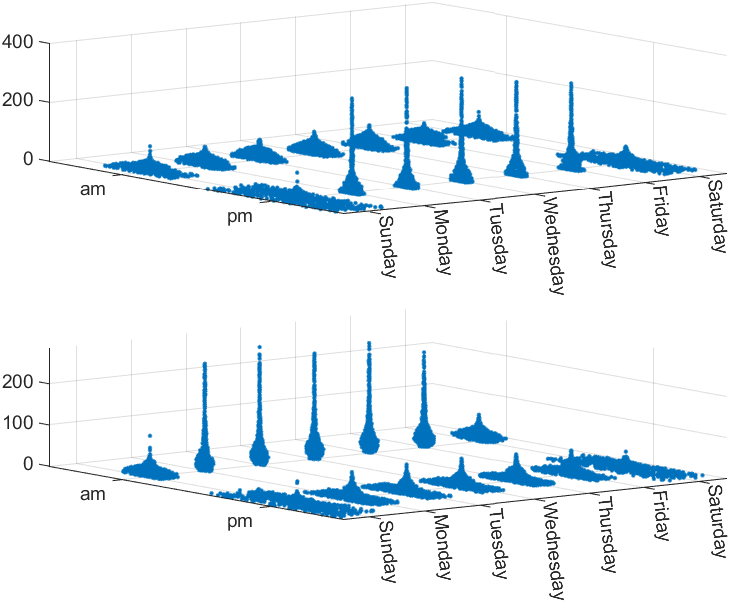 400
200
0
am
pm
Sunday
Monday
Tuesday
Wednesday
Thursday
Friday
Saturday
200
100
0
am
pm
Sunday
Monday
Tuesday
Wednesday
Thursday
Friday
Saturday